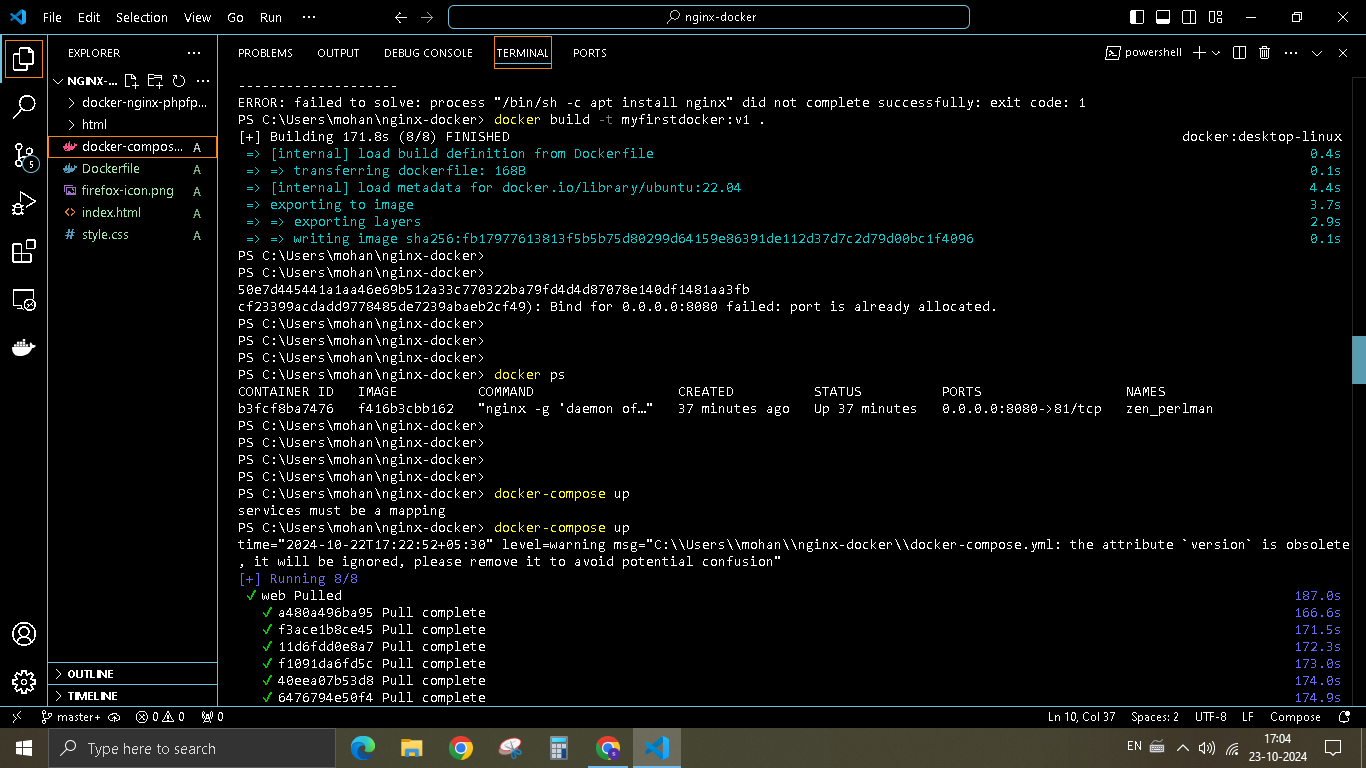 File Edit Selection View Go Run ··· nginx-docker
EXPLORER ···
NGINX-... ···
docker-nginx-phpfp...
html
docker-compos... A
Dockerfile A
firefox-icon.png A
index.html A
style.css A
OUTLINE
TIMELINE
5
PROBLEMS OUTPUT DEBUG CONSOLE TERMINAL PORTS powershell ···
--------------------
ERROR: failed to solve: process "/bin/sh -c apt install nginx" did not complete successfully: exit code: 1
PS C:\Users\mohan\nginx-docker> docker build -t myfirstdocker:v1 .
[+] Building 171.8s (8/8) FINISHED docker:desktop-linux
=> [internal] load build definition from Dockerfile 0.4s
=> => transferring dockerfile: 168B 0.1s
=> [internal] load metadata for docker.io/library/ubuntu:22.04 4.4s
=> exporting to image 3.7s
=> => exporting layers 2.9s
=> => writing image sha256:fb17977613813f5b5b75d80299d64159e86391de112d37d7c2d79d00bc1f4096 0.1s
PS C:\Users\mohan\nginx-docker>
PS C:\Users\mohan\nginx-docker>
50e7d445441a1aa46e69b512a33c770322ba79fd4d4d87078e140df1481aa3fb
cf23399acdadd9778485de7239abaeb2cf49): Bind for 0.0.0.0:8080 failed: port is already allocated.
PS C:\Users\mohan\nginx-docker>
PS C:\Users\mohan\nginx-docker>
PS C:\Users\mohan\nginx-docker>
PS C:\Users\mohan\nginx-docker> docker ps
CONTAINER ID IMAGE COMMAND CREATED STATUS PORTS NAMES
b3fcf8ba7476 f416b3cbb162 "nginx -g 'daemon of…" 37 minutes ago Up 37 minutes 0.0.0.0:8080->81/tcp zen_perlman
PS C:\Users\mohan\nginx-docker>
PS C:\Users\mohan\nginx-docker>
PS C:\Users\mohan\nginx-docker>
PS C:\Users\mohan\nginx-docker>
PS C:\Users\mohan\nginx-docker> docker-compose up
services must be a mapping
PS C:\Users\mohan\nginx-docker> docker-compose up
time="2024-10-22T17:22:52+05:30" level=warning msg="C:\\Users\\mohan\\nginx-docker\\docker-compose.yml: the attribute `version` is obsolete
, it will be ignored, please remove it to avoid potential confusion"
[+] Running 8/8
✓ web Pulled 187.0s
✓ a480a496ba95 Pull complete 166.6s
✓ f3ace1b8ce45 Pull complete 171.5s
✓ 11d6fdd0e8a7 Pull complete 172.3s
✓ f1091da6fd5c Pull complete 173.0s
✓ 40eea07b53d8 Pull complete 174.0s
✓ 6476794e50f4 Pull complete 174.9s
master+ 0 0 0 Ln 10, Col 37 Spaces: 2 UTF-8 LF Compose
Type here to search EN 17:04
23-10-2024